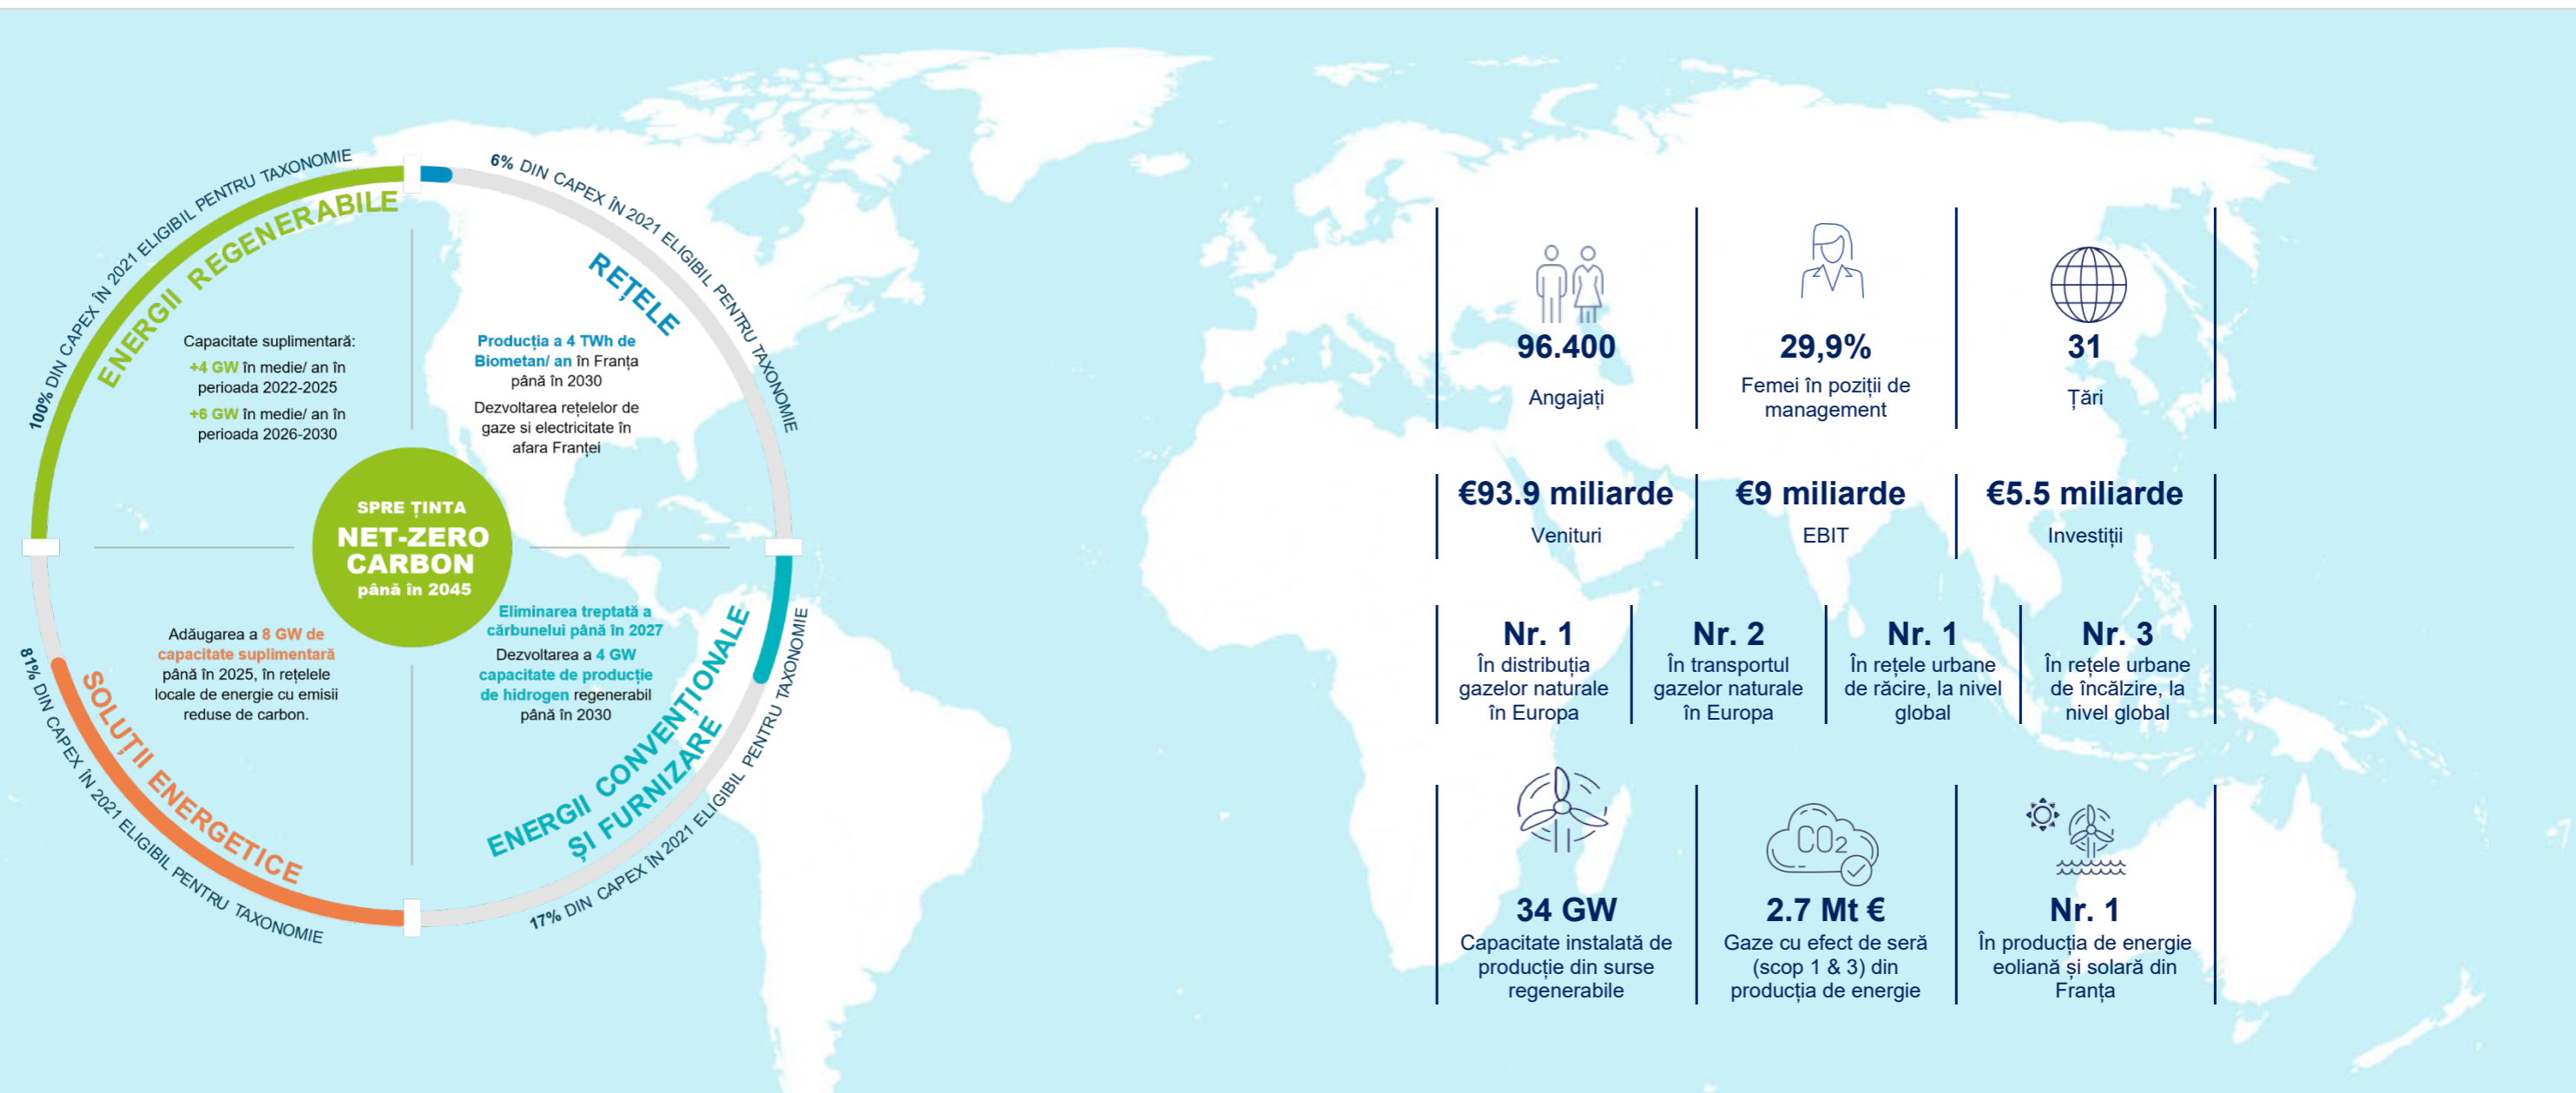 100% DIN CAPEX ÎN 2021 ELIGIBIL PENTRU TAXONOMIE
ENERGII REGENERABILE
Capacitate suplimentară:
+4 GW în medie/ an în
perioada 2022-2025
+6 GW în medie/ an în
perioada 2026-2030
6% DIN CAPEX ÎN 2021 ELIGIBIL PENTRU TAXONOMIE
REȚELE
Producția a 4 TWh de
Biometan/ an în Franța
până în 2030
Dezvoltarea rețelelor de
gaze si electricitate în
afara Franței
SPRE ȚINTA
NET-ZERO
CARBON
până în 2045
Adăugarea a 8 GW de
capacitate suplimentară
până în 2025, în rețelele
locale de energie cu emisii
reduse de carbon.
SOLUȚII ENERGETICE
81% DIN CAPEX ÎN 2021 ELIGIBIL PENTRU TAXONOMIE
Eliminarea treptată a
cărbunelui până în 2027
Dezvoltarea a 4 GW
capacitate de producție
de hidrogen regenerabil
până în 2030
ENERGII CONVENȚIONALE
ȘI FURNIZARE
17% DIN CAPEX ÎN 2021 ELIGIBIL PENTRU TAXONOMIE
96.400
Angajați
29,9%
Femei în poziții de
management
31
Țări
€93.9 miliarde
Venituri
€9 miliarde
EBIT
€5.5 miliarde
Investiții
Nr. 1
În distribuția
gazelor naturale
în Europa
Nr. 2
În transportul
gazelor naturale
în Europa
Nr. 1
În rețele urbane
de răcire, la nivel
global
Nr. 3
În rețele urbane
de încălzire, la
nivel global
34 GW
Capacitate instalată de
producție din surse
regenerabile
CO2
2.7 Mt €
Gaze cu efect de seră
(scop 1 & 3) din
producția de energie
Nr. 1
În producția de energie
eoliană și solară din
Franța